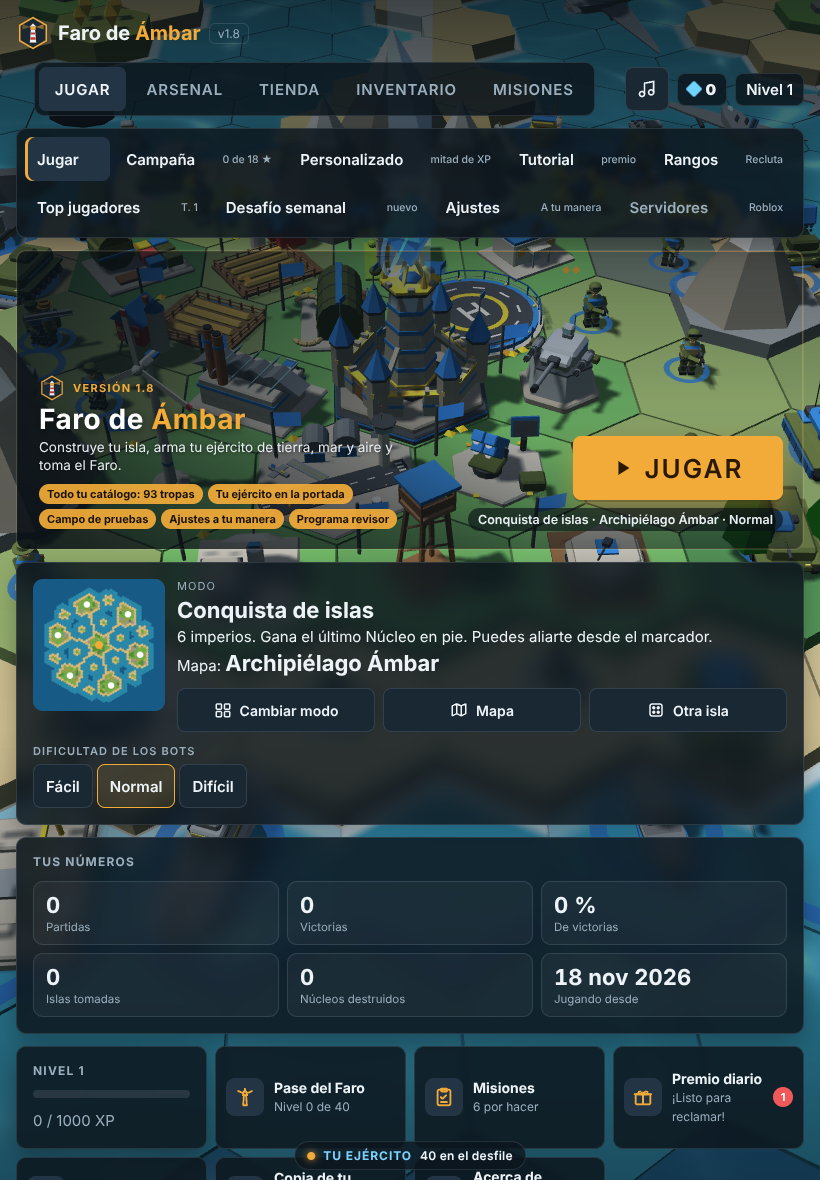 Faro de Ámbar v1.8
JUGAR ARSENAL TIENDA INVENTARIO MISIONES 0 Nivel 1
Jugar Campaña 0 de 18 ★ Personalizado mitad de XP Tutorial premio Rangos Recluta
Top jugadores T. 1 Desafío semanal nuevo Ajustes A tu manera Servidores Roblox
VERSIÓN 1.8
Faro de Ámbar
Construye tu isla, arma tu ejército de tierra, mar y aire y
toma el Faro.
Todo tu catálogo: 93 tropas Tu ejército en la portada
Campo de pruebas Ajustes a tu manera Programa revisor
JUGAR
Conquista de islas · Archipiélago Ámbar · Normal
MODO
Conquista de islas
6 imperios. Gana el último Núcleo en pie. Puedes aliarte desde el marcador.
Mapa: Archipiélago Ámbar
Cambiar modo Mapa Otra isla
DIFICULTAD DE LOS BOTS
Fácil Normal Difícil
TUS NÚMEROS
0 0 0 %
Partidas Victorias De victorias
0 0 18 nov 2026
Islas tomadas Núcleos destruidos Jugando desde
NIVEL 1
0 / 1000 XP
Pase del Faro
Nivel 0 de 40
Misiones
6 por hacer
Premio diario
¡Listo para
reclamar!
1
TU EJÉRCITO 40 en el desfile
Copia de tu
Acerca de